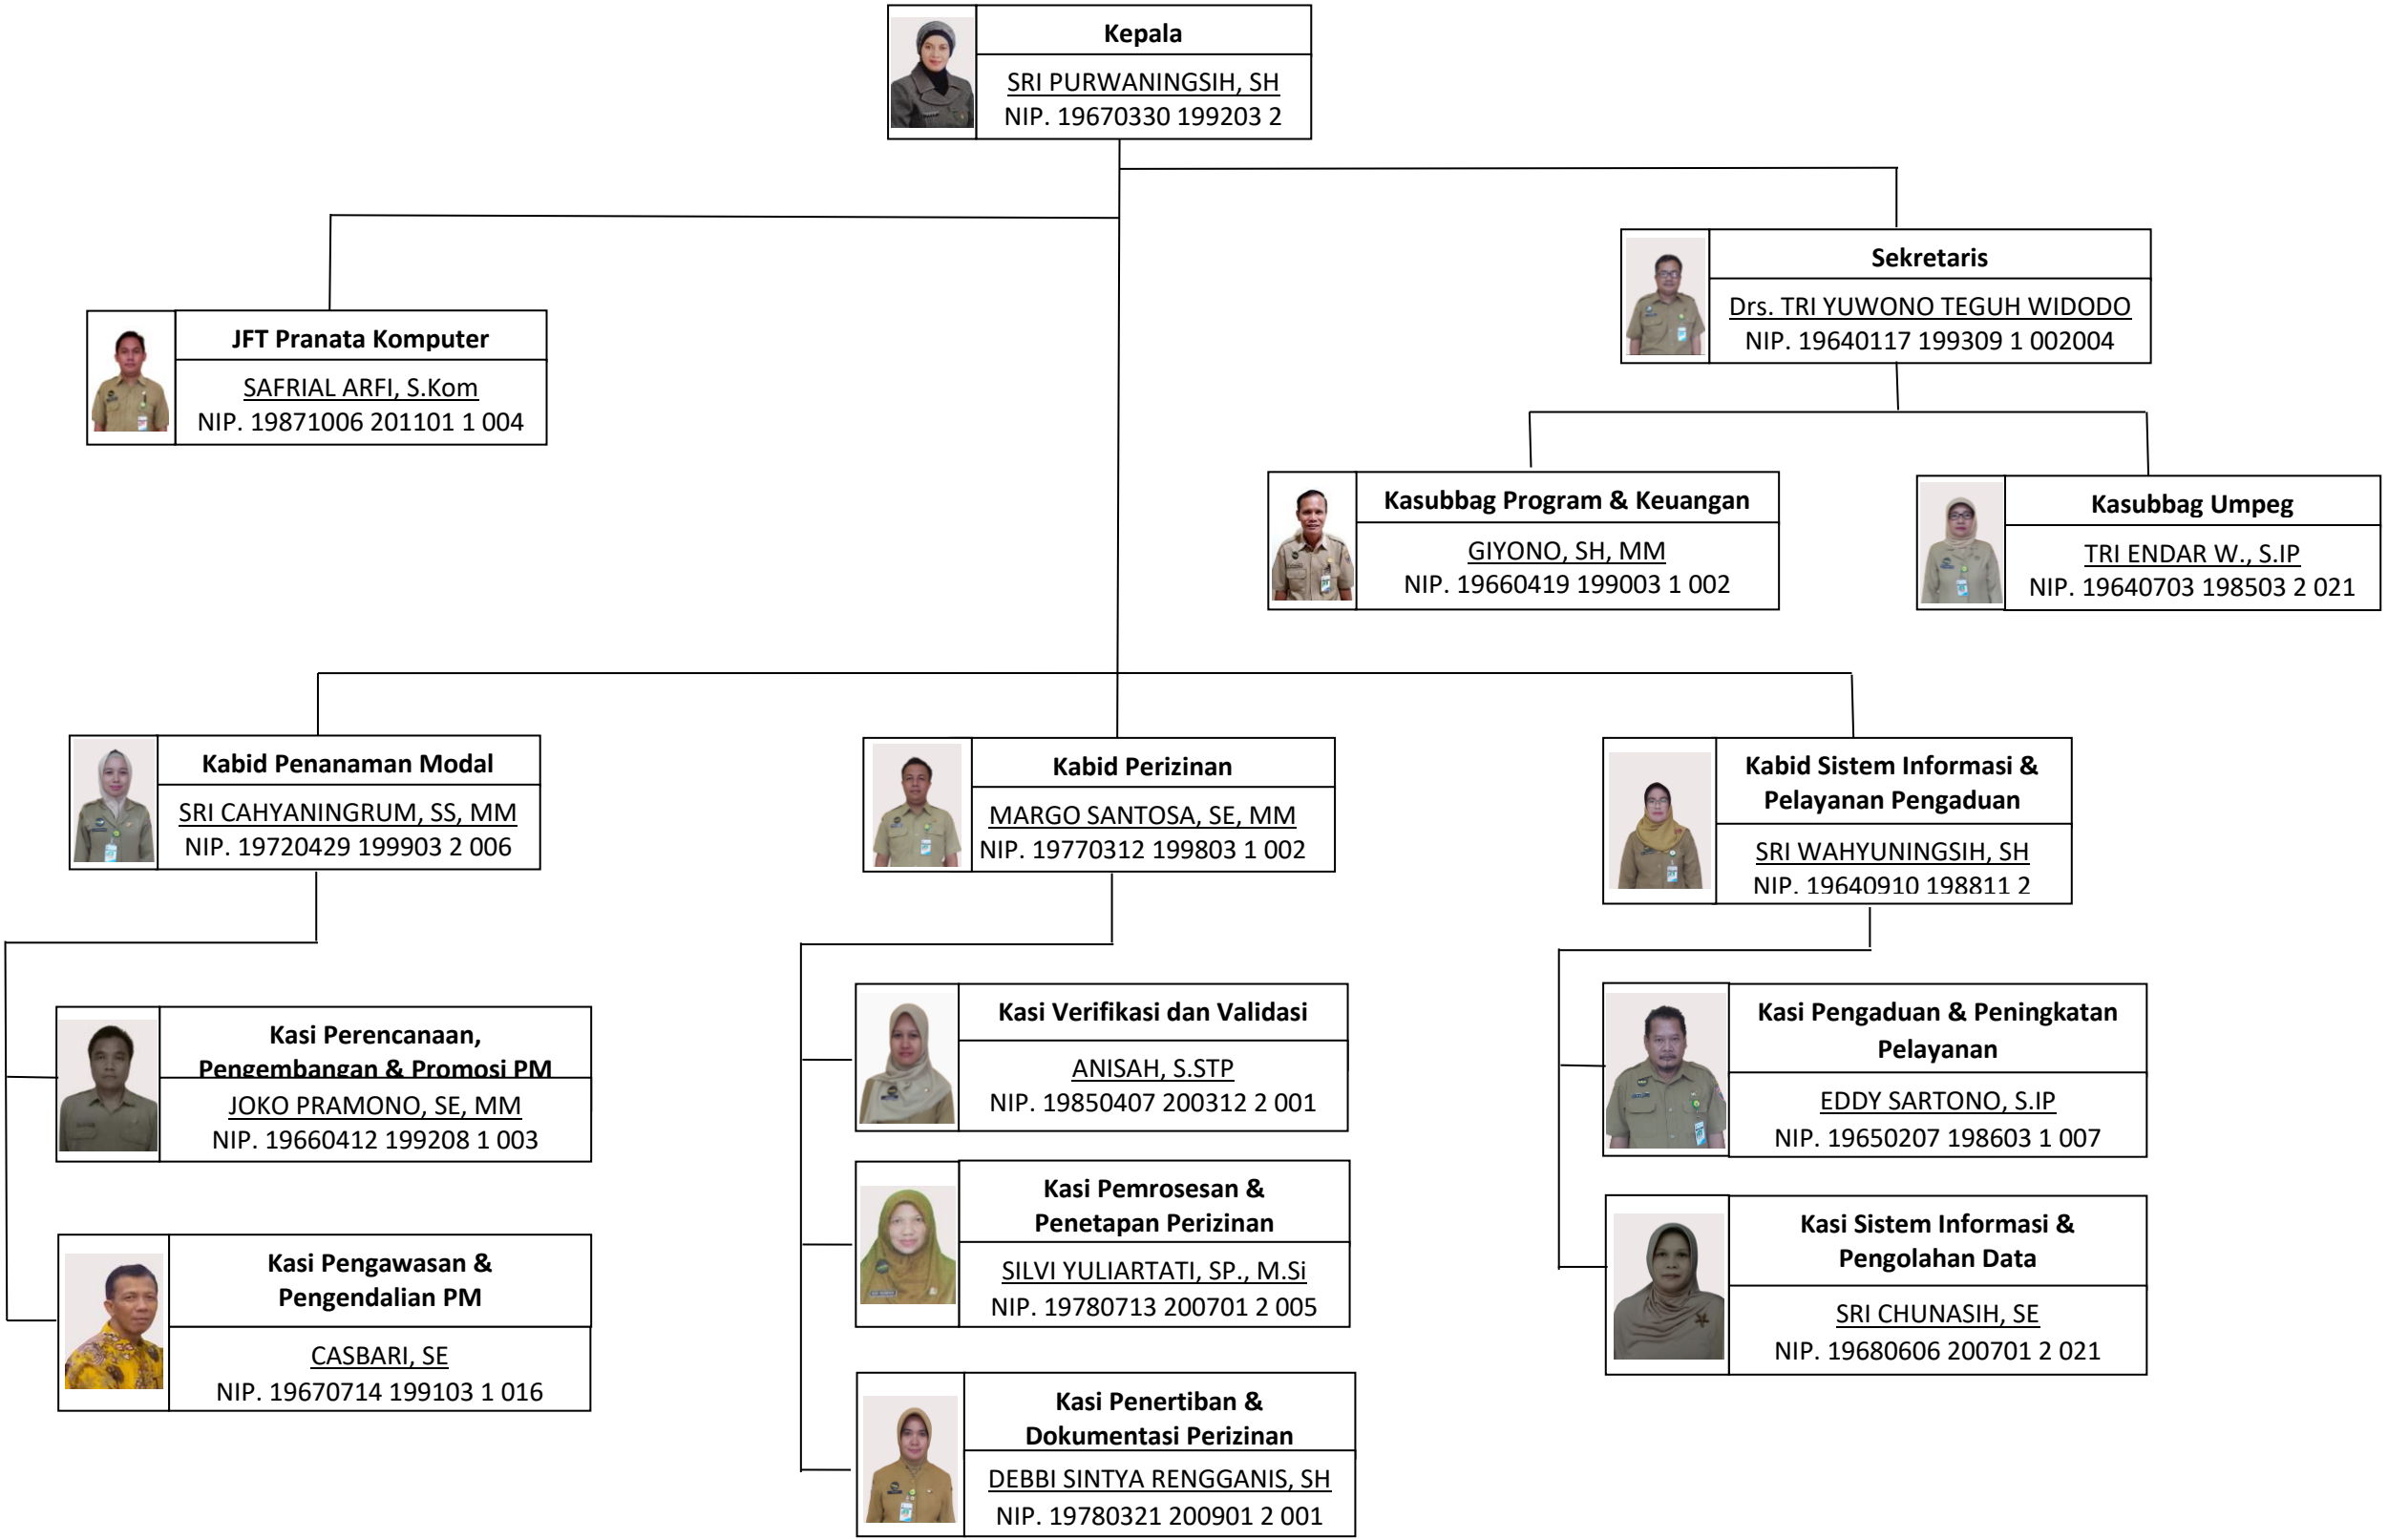 Kepala
SRI PURWANINGSIH, SH
NIP. 19670330 199203 2
Sekretaris
Drs. TRI YUWONO TEGUH WIDODO
NIP. 19640117 199309 1 002004
JFT Pranata Komputer
SAFRIAL ARFI, S.Kom
NIP. 19871006 201101 1 004
Kasubbag Program & Keuangan
GIYONO, SH, MM
NIP. 19660419 199003 1 002
Kasubbag Umpeg
TRI ENDAR W., S.IP
NIP. 19640703 198503 2 021
Kabid Penanaman Modal
SRI CAHYANINGRUM, SS, MM
NIP. 19720429 199903 2 006
Kabid Perizinan
MARGO SANTOSA, SE, MM
NIP. 19770312 199803 1 002
Kabid Sistem Informasi &
Pelayanan Pengaduan
SRI WAHYUNINGSIH, SH
NIP. 19640910 198811 2
Kasi Perencanaan,
Pengembangan & Promosi PM
JOKO PRAMONO, SE, MM
NIP. 19660412 199208 1 003
Kasi Pengawasan &
Pengendalian PM
CASBARI, SE
NIP. 19670714 199103 1 016
Kasi Verifikasi dan Validasi
ANISAH, S.STP
NIP. 19850407 200312 2 001
Kasi Pemrosesan &
Penetapan Perizinan
SILVI YULIARTATI, SP., M.Si
NIP. 19780713 200701 2 005
Kasi Penertiban &
Dokumentasi Perizinan
DEBBI SINTYA RENGGANIS, SH
NIP. 19780321 200901 2 001
Kasi Pengaduan & Peningkatan
Pelayanan
EDDY SARTONO, S.IP
NIP. 19650207 198603 1 007
Kasi Sistem Informasi &
Pengolahan Data
SRI CHUNASIH, SE
NIP. 19680606 200701 2 021